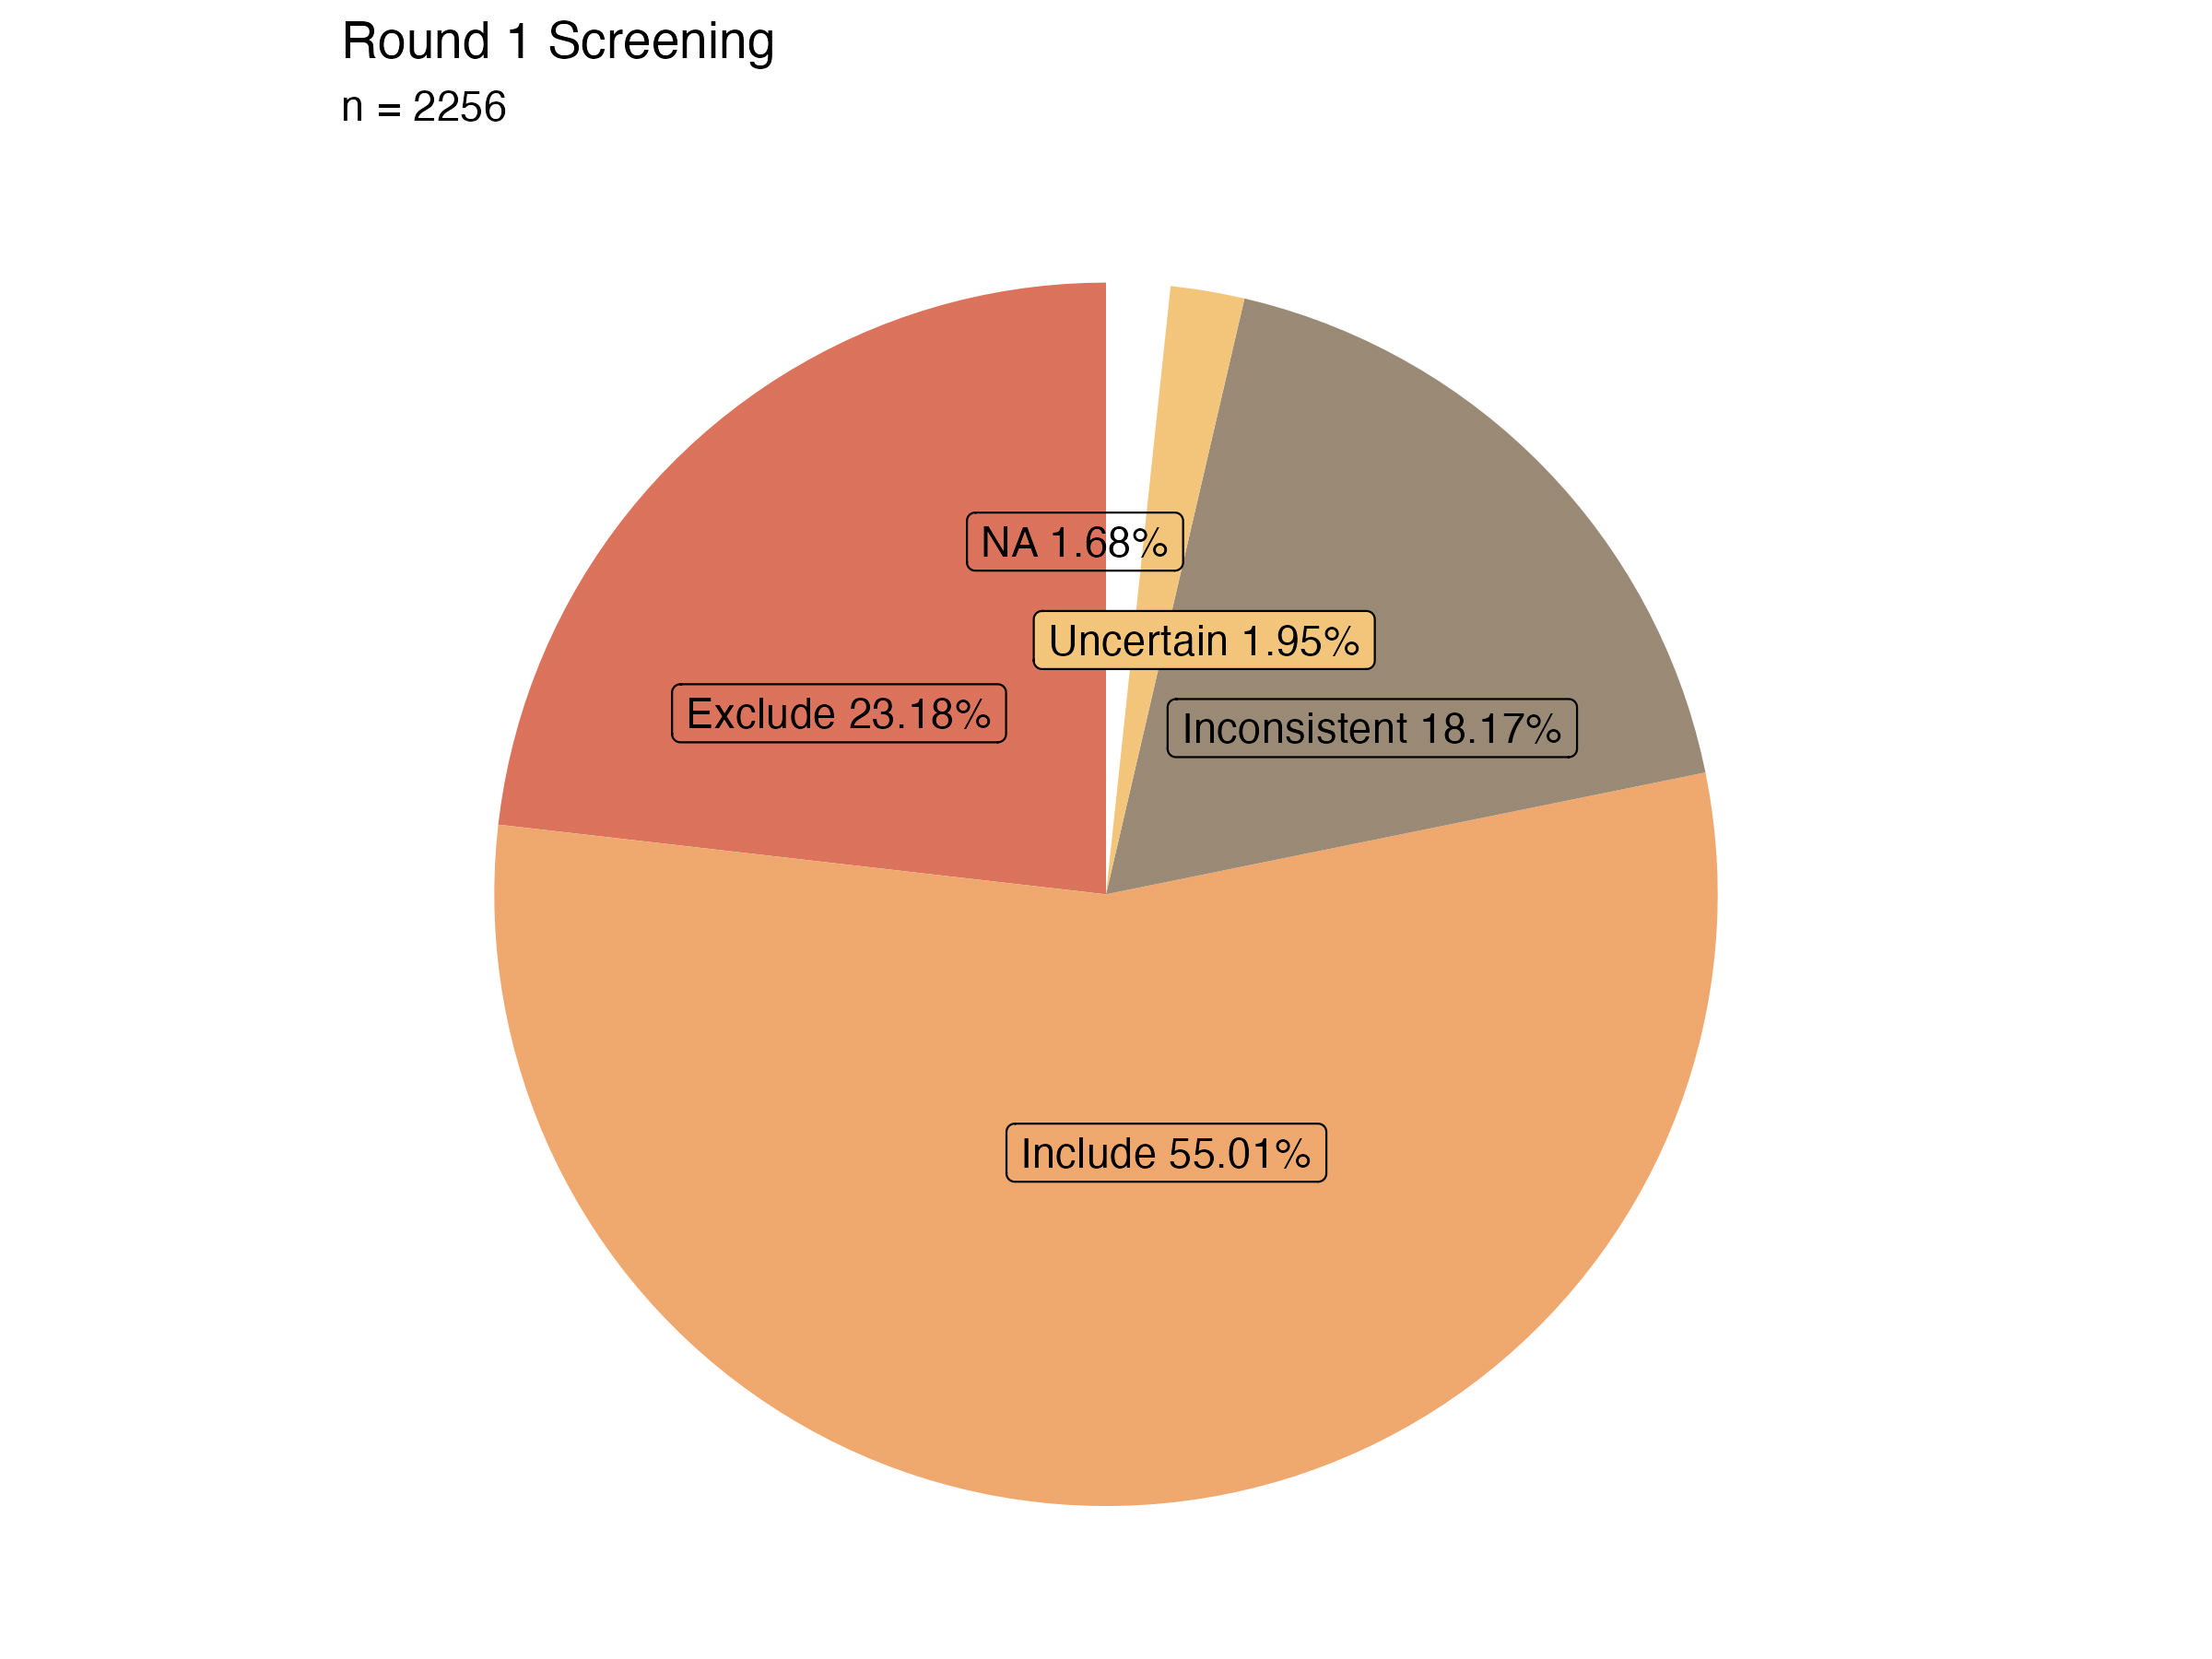 Round 1 Screening
n = 2256
NA 1.68%
Uncertain 1.95%
Exclude 23.18%
Inconsistent 18.17%
Include 55.01%